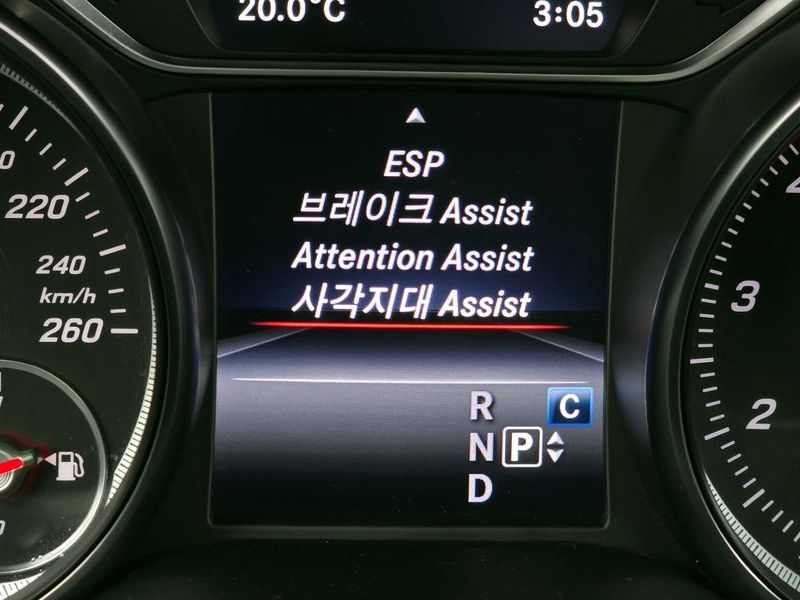 20.0°C
3:05
ESP
브레이크 Assist
Attention Assist
사각지대 Assist
220
240
km/h
260
R
C
N P
D
3
2